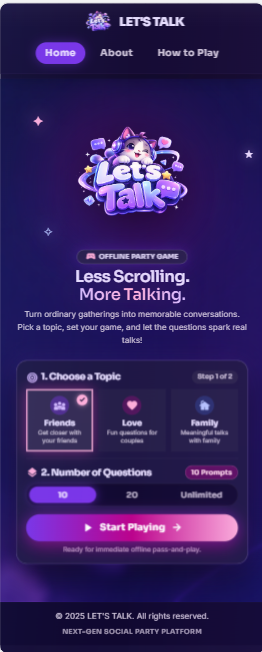 LET'S TALK
Home About How to Play
Let's
Talk
OFFLINE PARTY GAME
Less Scrolling.
More Talking.
Turn ordinary gatherings into memorable conversations.
Pick a topic, set your game, and let the questions spark real
talks!
1. Choose a Topic Step 1 of 2
Friends Love Family
Get closer with Fun questions for Meaningful talks
your friends couples with family
2. Number of Questions 10 Prompts
10 20 Unlimited
Start Playing →
Ready for immediate offline pass-and-play.
© 2025 LET'S TALK. All rights reserved.
NEXT-GEN SOCIAL PARTY PLATFORM